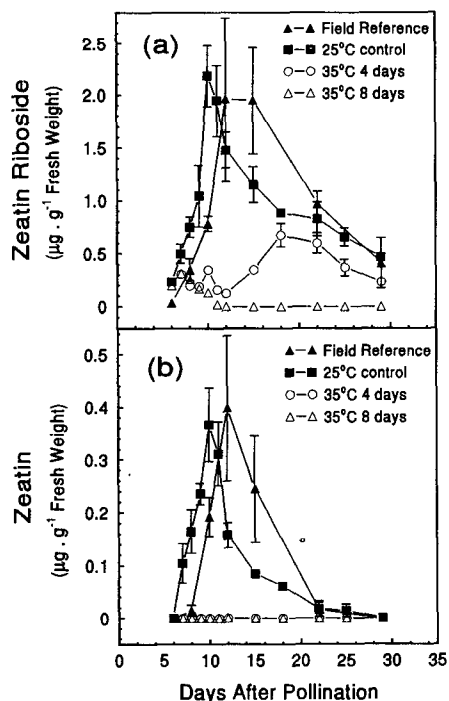 (a)
Field Reference
25°C control
35°C 4 days
35°C 8 days
Zeatin Riboside
(μg . g⁻¹ Fresh Weight)
2.5
2.0
1.5
1.0
0.5
0
(b)
Field Reference
25°C control
35°C 4 days
35°C 8 days
Zeatin
(μg . g⁻¹ Fresh Weight)
0.5
0.4
0.3
0.2
0.1
0
0 5 10 15 20 25 30 35
Days After Pollination